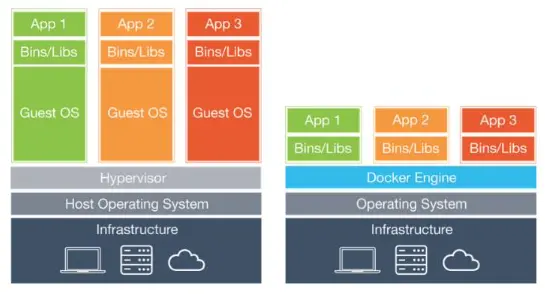 App 1
App 2
App 3
Bins/Libs
Bins/Libs
Bins/Libs
Guest OS
Guest OS
Guest OS
Hypervisor
Host Operating System
Infrastructure
App 1
App 2
App 3
Bins/Libs
Bins/Libs
Bins/Libs
Docker Engine
Operating System
Infrastructure